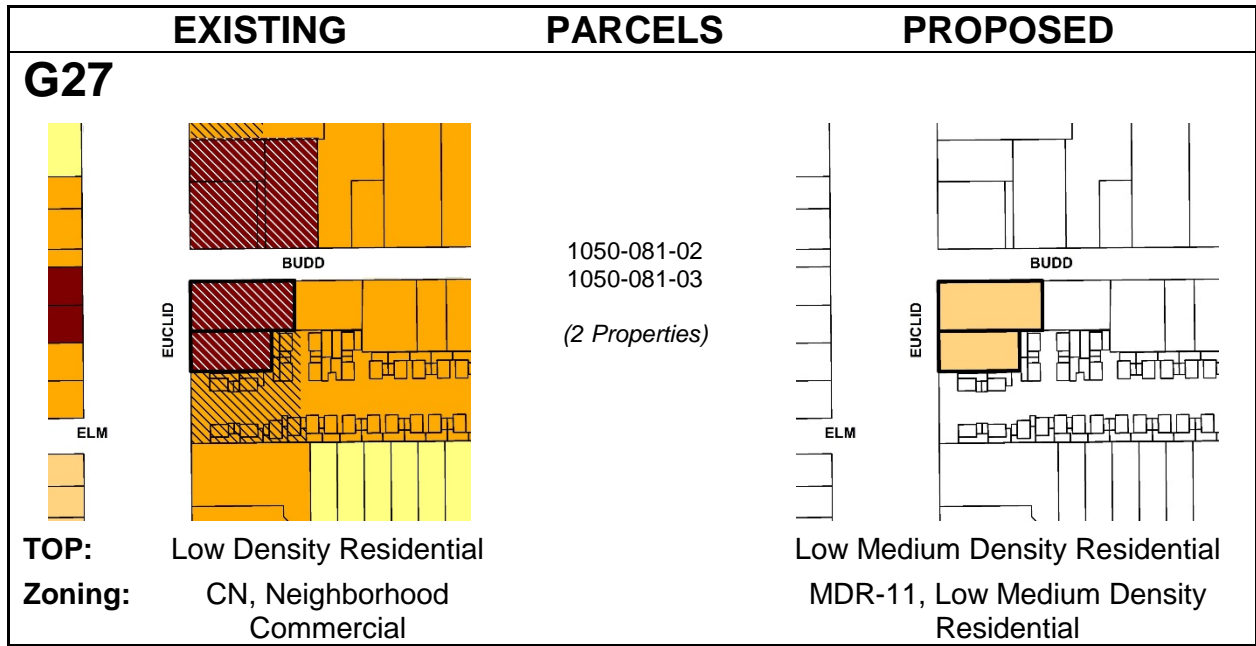 EXISTING PARCELS PROPOSED
G27
BUDD
EUCLID
ELM
1050-081-02
1050-081-03
(2 Properties)
BUDD
EUCLID
ELM
TOP: Low Density Residential Low Medium Density Residential
Zoning: CN, Neighborhood MDR-11, Low Medium Density
Commercial Residential